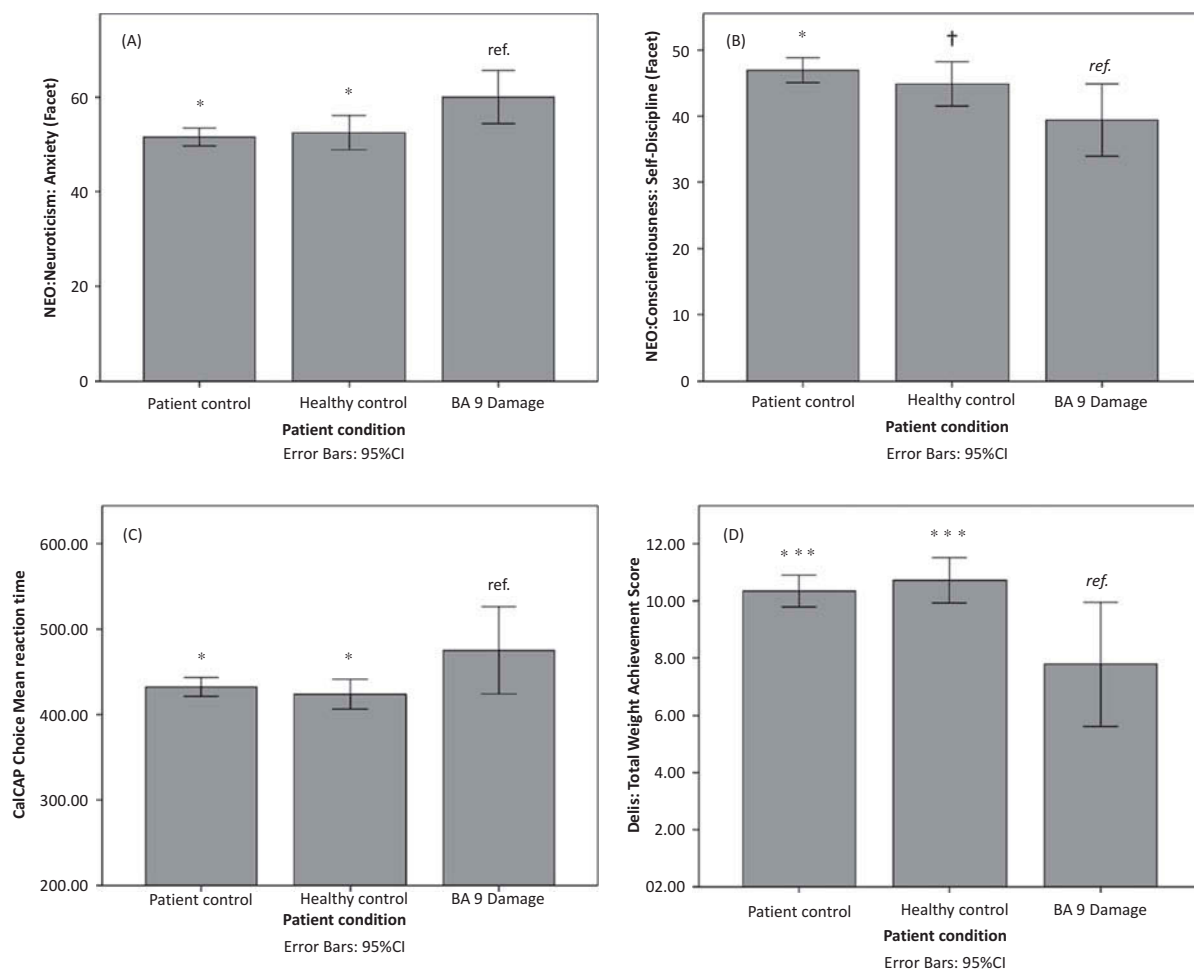 (A)
NEO:Neuroticism: Anxiety (Facet)
60
40
20
0
*
*
ref.
Patient control
Healthy control
BA 9 Damage
Patient condition
Error Bars: 95%CI
(B)
NEO:Conscientiousness: Self-Discipline (Facet)
50
40
30
20
10
0
*
†
ref.
Patient control
Healthy control
BA 9 Damage
Patient condition
Error Bars: 95%CI
(C)
CalCAP Choice Mean reaction time
600.00
500.00
400.00
300.00
200.00
*
*
ref.
Patient control
Healthy control
BA 9 Damage
Patient condition
Error Bars: 95%CI
(D)
Delis: Total Weight Achievement Score
12.00
10.00
8.00
6.00
4.00
2.00
02.00
* * *
* * *
ref.
Patient control
Healthy control
BA 9 Damage
Patient condition
Error Bars: 95%CI